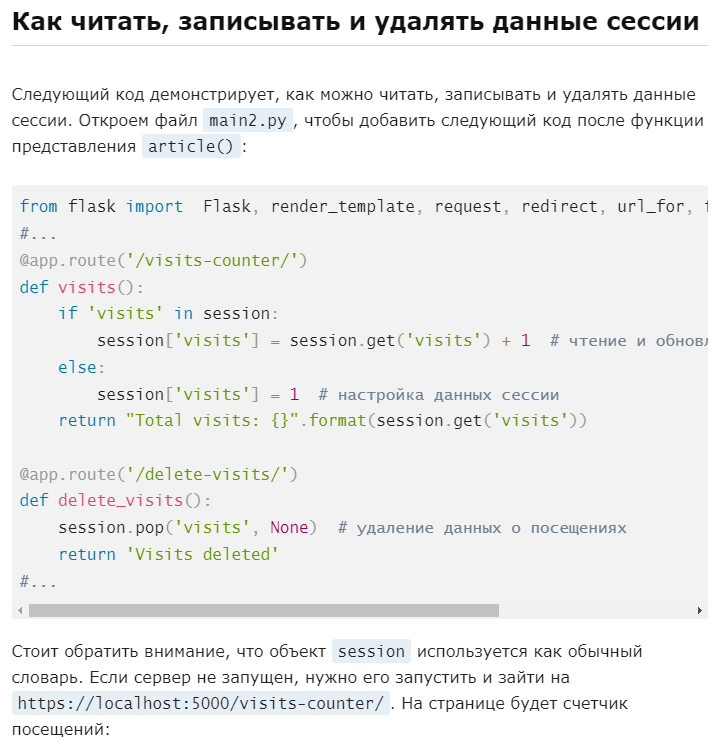 Как читать, записывать и удалять данные сессии
Следующий код демонстрирует, как можно читать, записывать и удалять данные
сессии. Откроем файл main2.py, чтобы добавить следующий код после функции
представления article():
from flask import  Flask, render_template, request, redirect, url_for,
#...
@app.route('/visits-counter/')
def visits():
    if 'visits' in session:
        session['visits'] = session.get('visits') + 1  # чтение и
    else:
        session['visits'] = 1  # настройка данных сессии
    return "Total visits: {}".format(session.get('visits'))
@app.route('/delete-visits/')
def delete_visits():
    session.pop('visits', None)  # удаление данных о посещениях
    return 'Visits deleted'
#...
Стоит обратить внимание, что объект session используется как обычный
словарь. Если сервер не запущен, нужно его запустить и зайти на
https://localhost:5000/visits-counter/. На странице будет счетчик
посещений: